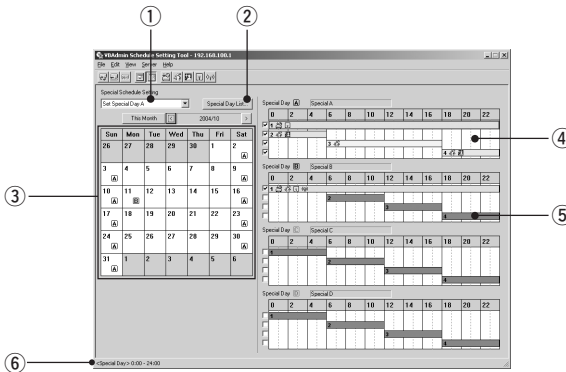 ① ②
VBAdmin Schedule Setting Tool - 192.168.100.1
File Edit View Server Help
Special Schedule Setting
Set Special Day A Special Day List...
This Month < 2004/10 >
Sun Mon Tue Wed Thu Fri Sat
26 27 28 29 30 1 2
A
3 4 5 6 7 8 9
A A
10 11 12 13 14 15 16
A B A
17 18 19 20 21 22 23
A A
24 25 26 27 28 29 30
A A
31 1 2 3 4 5 6
A
③
Special Day A Special A
0 2 4 6 8 10 12 14 16 18 20 22
1
2
3
4
④
Special Day B Special B
0 2 4 6 8 10 12 14 16 18 20 22
1
2
3
4
⑤
Special Day C Special C
0 2 4 6 8 10 12 14 16 18 20 22
1
2
3
4
Special Day D Special D
0 2 4 6 8 10 12 14 16 18 20 22
1
2
3
4
⑥
<Special Day> 0:00 - 24:00